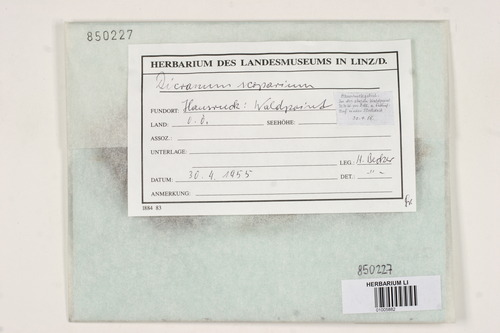 850227
HERBARIUM DES LANDESMUSEUMS IN LINZ/D.
Dicranum scoparium
FUNDORT: Hausruck: Waldpoint
LAND: O.Ö. SEEHÖHE:
ASSOZ.:
UNTERLAGE:
LEG.: H. Becker
DATUM: 30.4.1955 DET.: " -
ANMERKUNG:
I884 83
850227
HERBARIUM LI